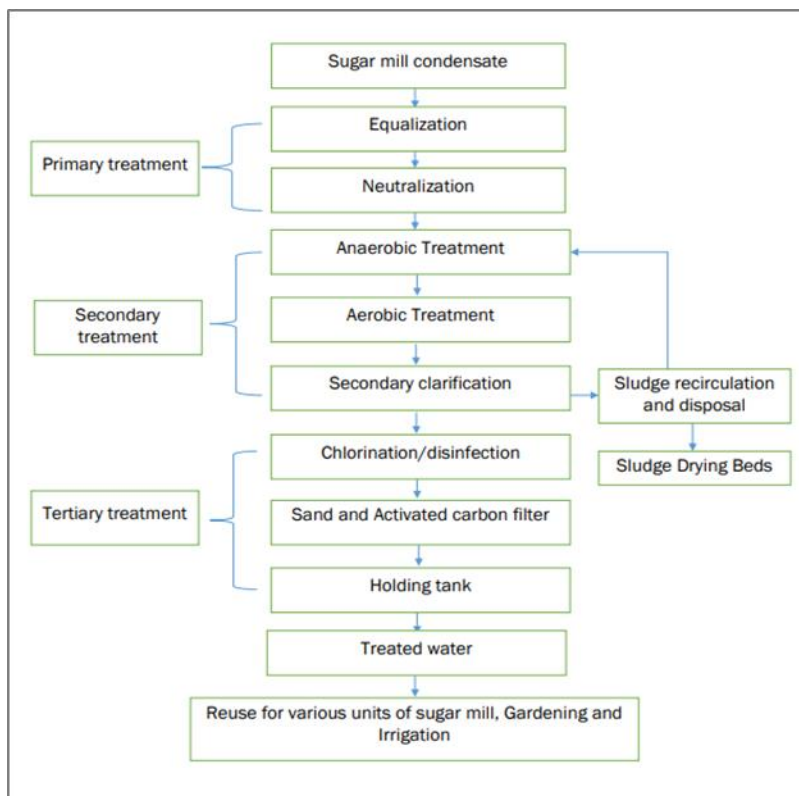 Sugar mill condensate
Equalization
Primary treatment
Neutralization
Anaerobic Treatment
Secondary
treatment
Aerobic Treatment
Secondary clarification
Sludge recirculation
and disposal
Chlorination/disinfection
Sludge Drying Beds
Tertiary treatment
Sand and Activated carbon filter
Holding tank
Treated water
Reuse for various units of sugar mill, Gardening and
Irrigation